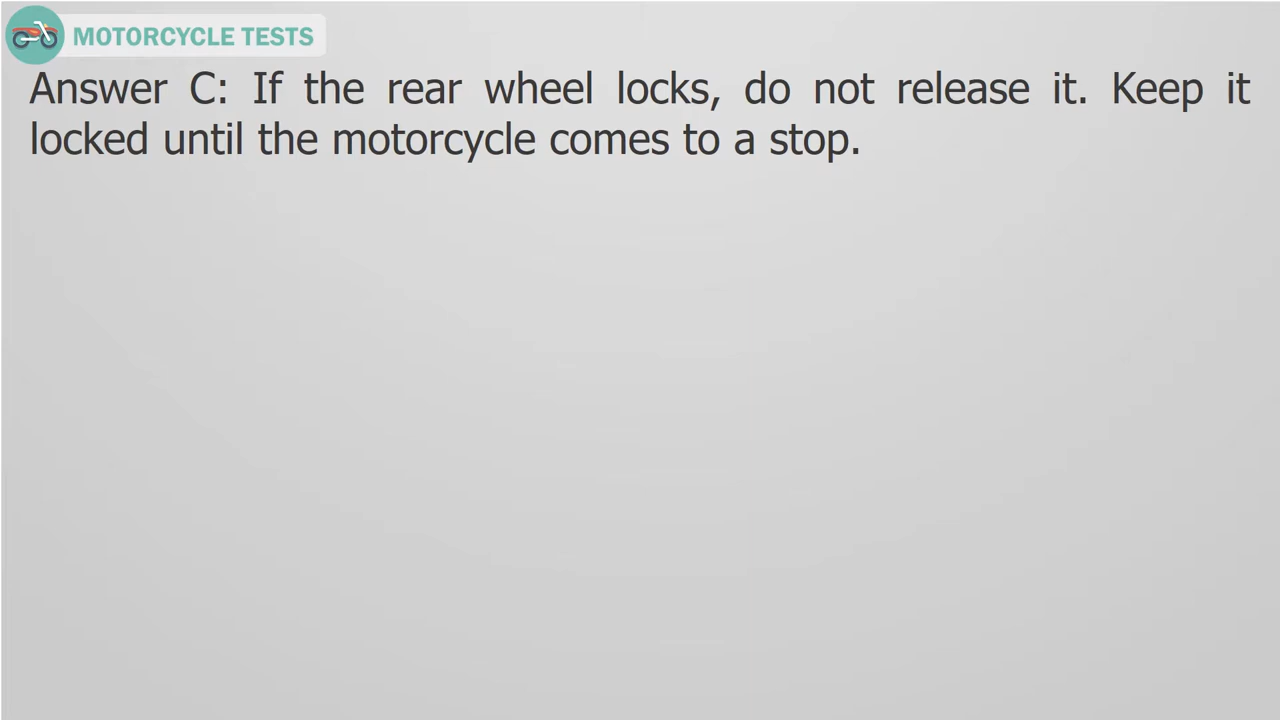 MOTORCYCLE TESTS
Answer C: If the rear wheel locks, do not release it. Keep it
locked until the motorcycle comes to a stop.